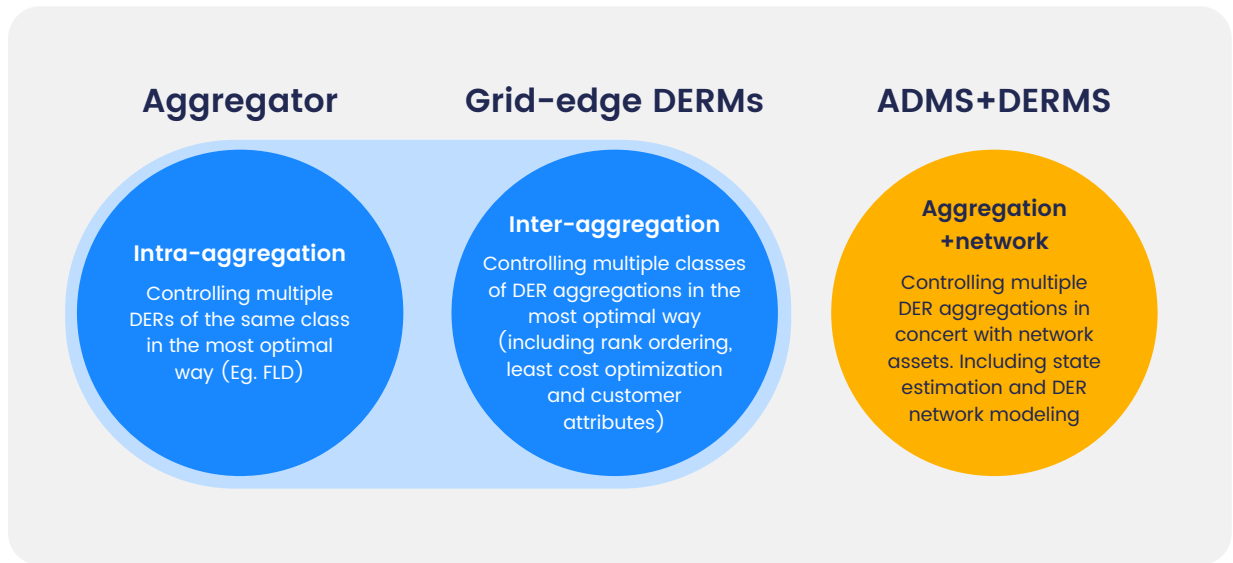 Aggregator
Intra-aggregation
Controlling multiple
DERs of the same class
in the most optimal
way (Eg. FLD)
Grid-edge DERMs
Inter-aggregation
Controlling multiple classes
of DER aggregations in the
most optimal way
(including rank ordering,
least cost optimization
and customer
attributes)
ADMS+DERMS
Aggregation
+network
Controlling multiple
DER aggregations in
concert with network
assets. Including state
estimation and DER
network modeling